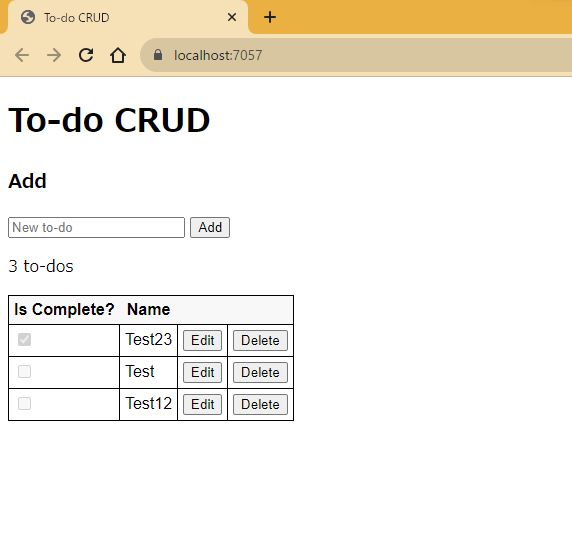 To-do CRUD
localhost:7057
To-do CRUD
Add
New to-do Add
3 to-dos
Is Complete? Name
Test23 Edit Delete
Test Edit Delete
Test12 Edit Delete